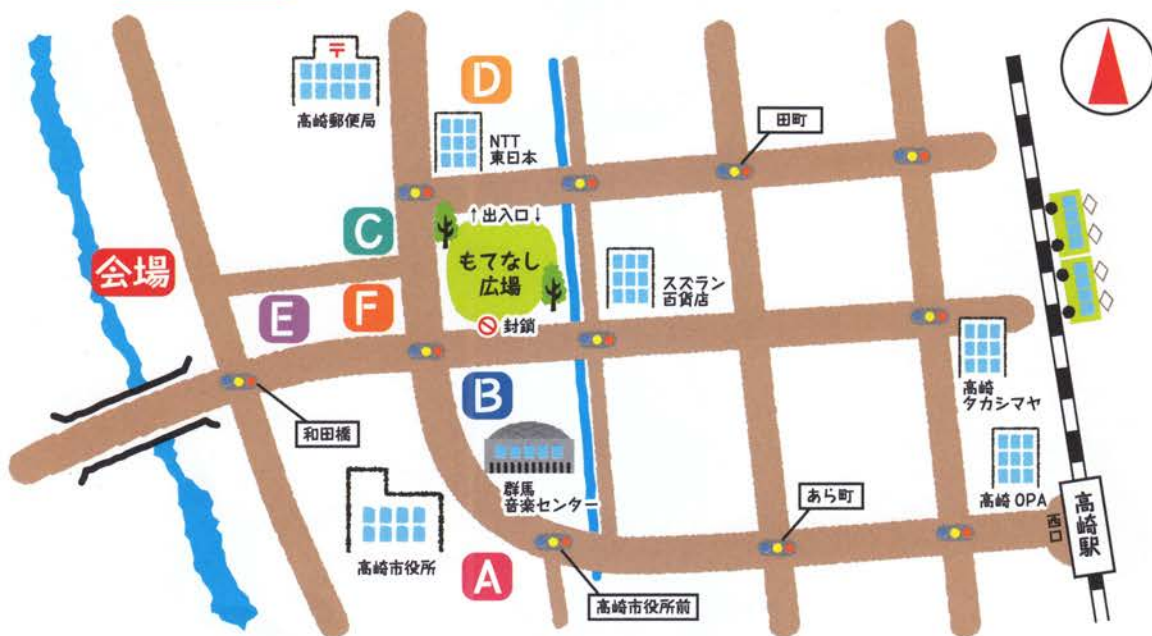 〒
高崎郵便局
D
NTT
東日本
田町
C
↑出入口↓
会場
もてなし
広場
スズラン
百貨店
E
F
封鎖
B
高崎
タカシマヤ
和田橋
群馬
音楽センター
あら町
高崎OPA
西口
高崎駅
高崎市役所
A
高崎市役所前